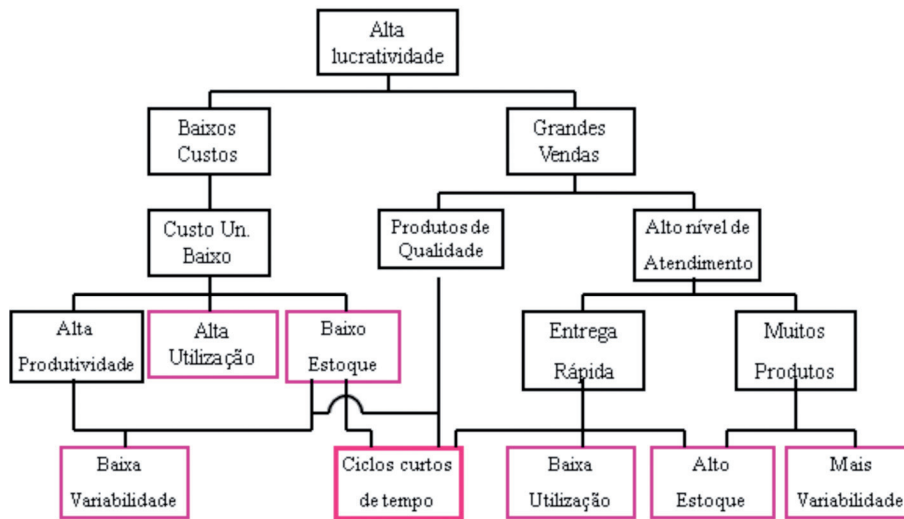 Alta
lucratividade
Baixos
Custos
Grandes
Vendas
Custo Un.
Baixo
Produtos de
Qualidade
Alto nível de
Atendimento
Alta
Produtividade
Alta
Utilização
Baixo
Estoque
Entrega
Rápida
Muitos
Produtos
Baixa
Variabilidade
Ciclos curtos
de tempo
Baixa
Utilização
Alto
Estoque
Mais
Variabilidade